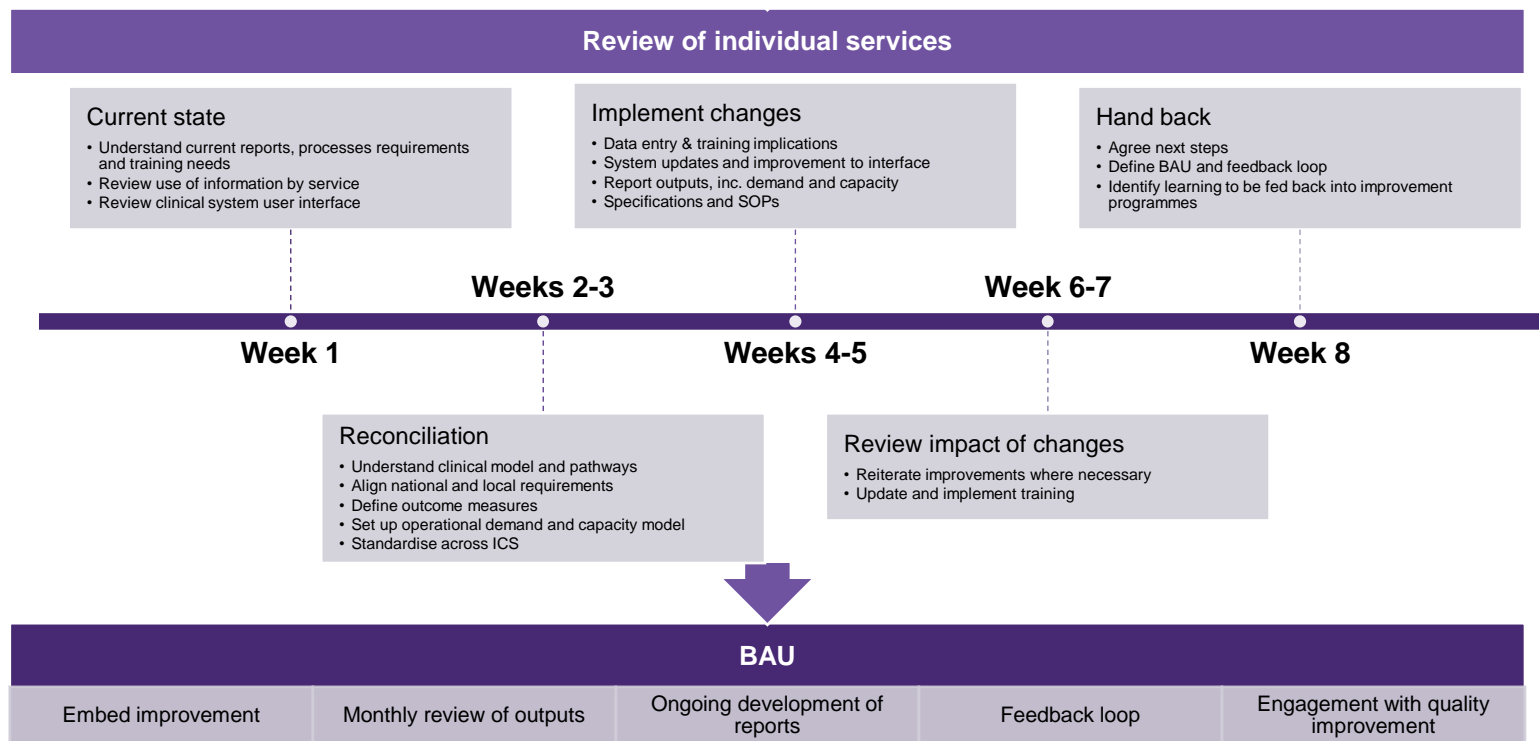 Review of individual services
Current state
• Understand current reports, processes requirements
and training needs
• Review use of information by service
• Review clinical system user interface
Implement changes
• Data entry & training implications
• System updates and improvement to interface
• Report outputs, inc. demand and capacity
• Specifications and SOPs
Hand back
• Agree next steps
• Define BAU and feedback loop
• Identify learning to be fed back into improvement
programmes
Weeks 2-3
Week 6-7
Week 1
Weeks 4-5
Week 8
Reconciliation
• Understand clinical model and pathways
• Align national and local requirements
• Define outcome measures
• Set up operational demand and capacity model
• Standardise across ICS
Review impact of changes
• Reiterate improvements where necessary
• Update and implement training
BAU
Embed improvement
Monthly review of outputs
Ongoing development of
reports
Feedback loop
Engagement with quality
improvement